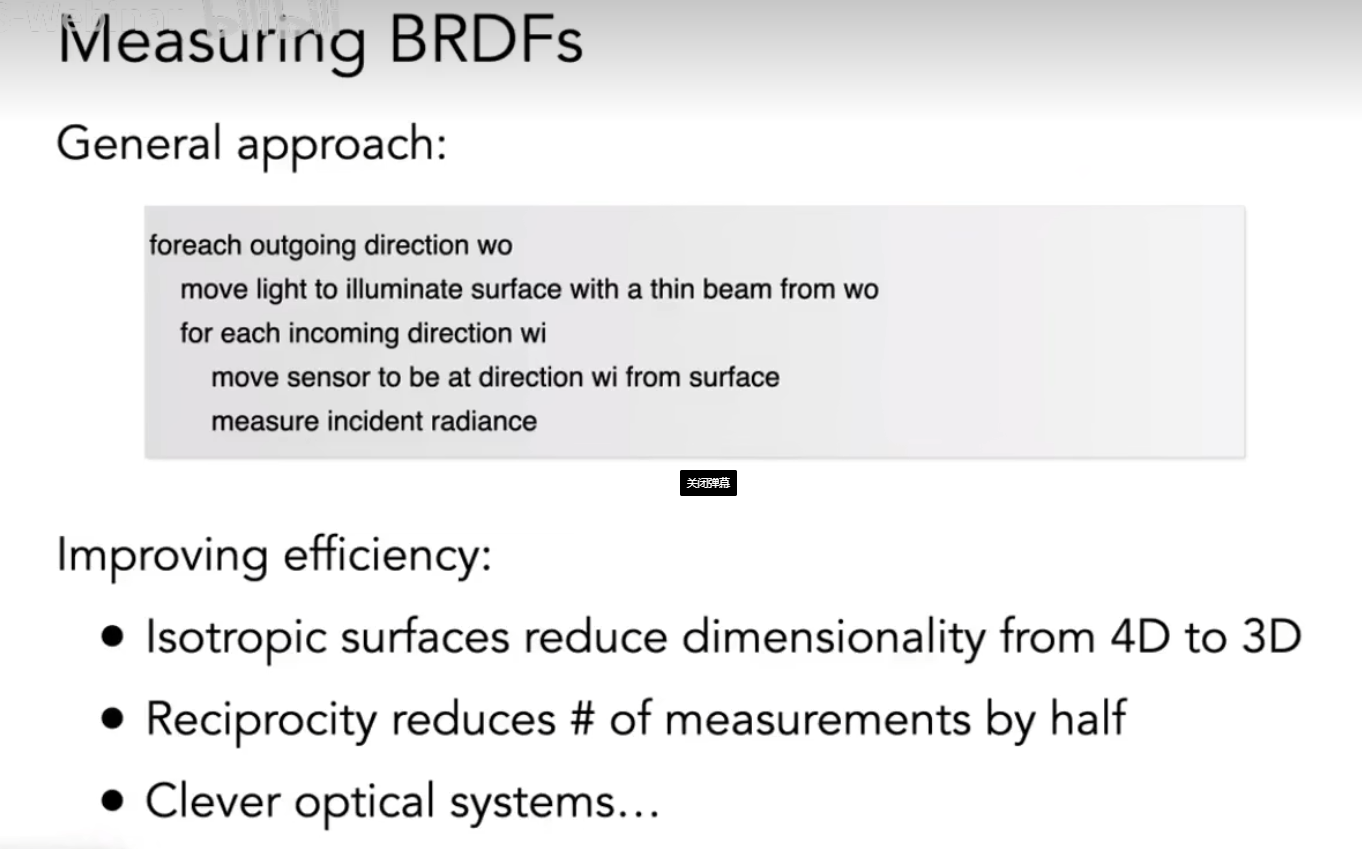 Measuring BRDFs
General approach:
foreach outgoing direction wo
move light to illuminate surface with a thin beam from wo
for each incoming direction wi
move sensor to be at direction wi from surface
measure incident radiance
关闭弹幕
Improving efficiency:
● Isotropic surfaces reduce dimensionality from 4D to 3D
● Reciprocity reduces # of measurements by half
● Clever optical systems…